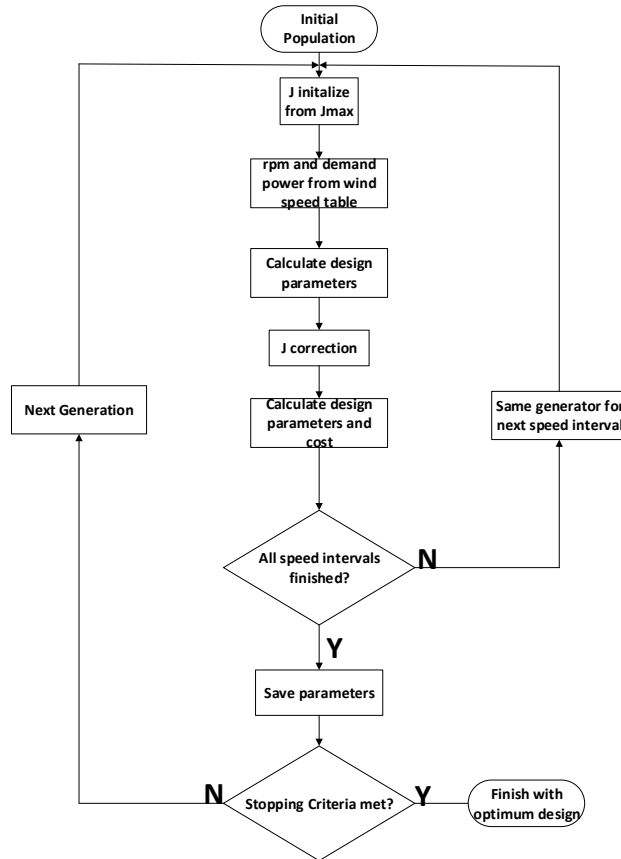 Initial
Population
J initalize
from Jmax
rpm and demand
power from wind
speed table
Calculate design
parameters
J correction
Next Generation
Calculate design
parameters and
cost
Same generator for
next speed interval
All speed intervals
finished?
N
Y
Save parameters
N
Stopping Criteria met?
Y
Finish with
optimum design